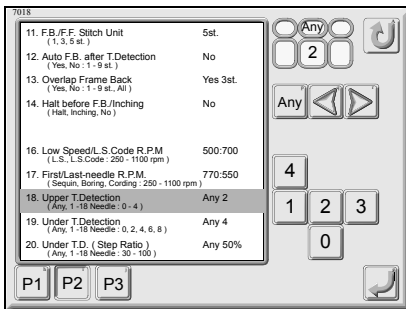 7018
11. F.B./F.F. Stitch Unit 5st.
( 1, 3, 5 st. )
12. Auto F.B. after T.Detection No
( Yes, No : 1 - 9 st. )
13. Overlap Frame Back Yes 3st.
( Yes, No : 1 - 9 st., All )
14. Halt before F.B./Inching No
( Halt, Inching, No )
16. Low Speed/L.S.Code R.P.M 500:700
( L.S., L.S.Code : 250 - 1100 rpm )
17. First/Last-needle R.P.M. 770:550
( Sequin, Boring, Cording : 250 - 1100 rpm )
18. Upper T.Detection Any 2
( Any, 1 -18 Needle : 0 - 4 )
19. Under T.Detection Any 4
( Any, 1 -18 Needle : 0, 2, 4, 6, 8 )
20. Under T.D. ( Step Ratio ) Any 50%
( Any, 1 -18 Needle : 30 - 100 )
Any
2
Any
4
1 2 3
0
P1 P2 P3